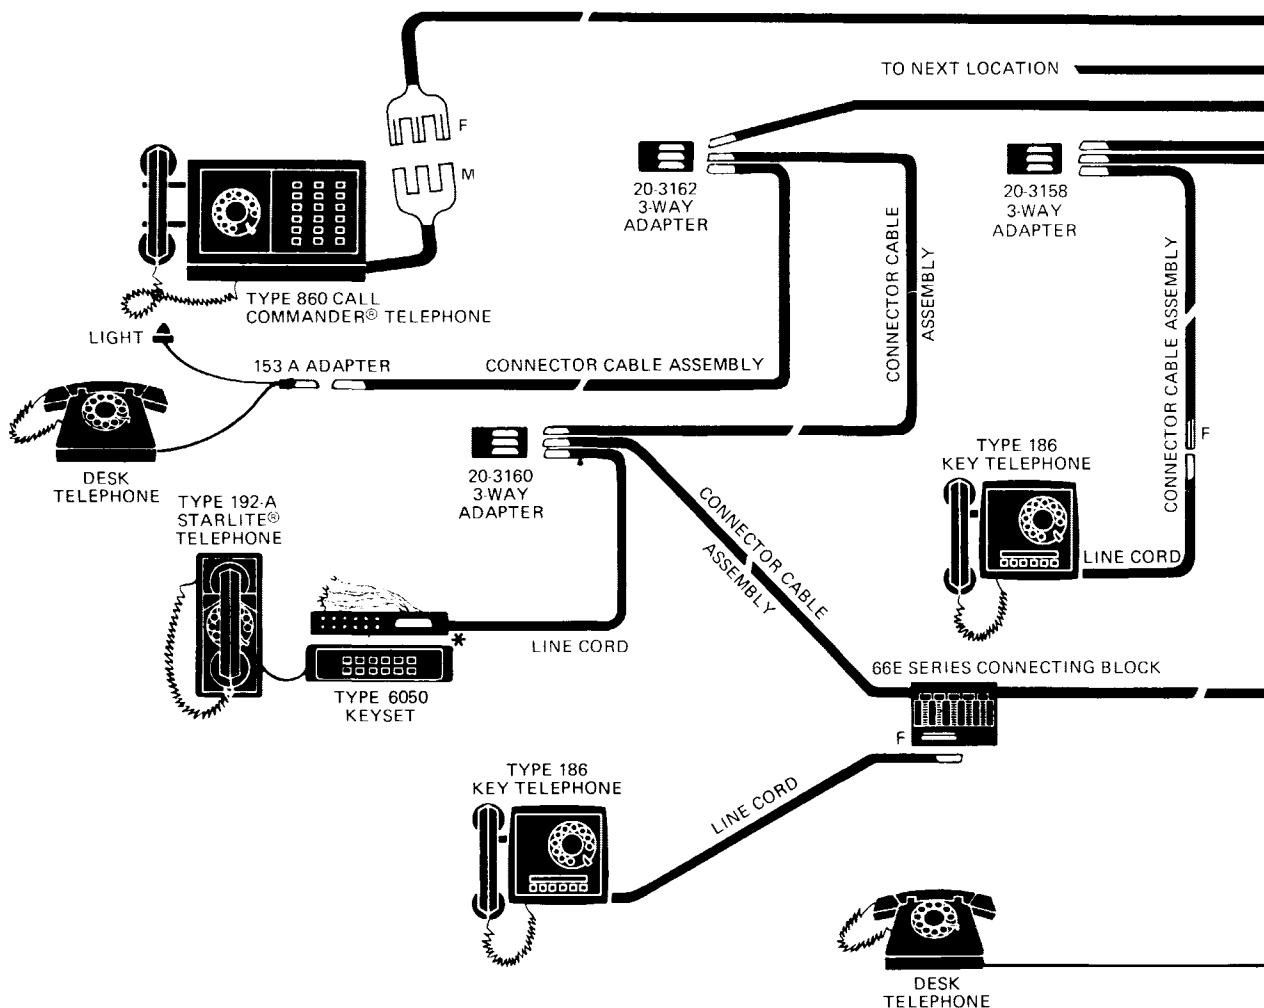 TO NEXT LOCATION
F
M
20-3162
3-WAY
ADAPTER
20-3158
3-WAY
ADAPTER
CONNECTOR CABLE
ASSEMBLY
CONNECTOR CABLE ASSEMBLY
TYPE 860 CALL
COMMANDER® TELEPHONE
LIGHT
153 A ADAPTER
CONNECTOR CABLE ASSEMBLY
DESK
TELEPHONE
20-3160
3-WAY
ADAPTER
F
TYPE 186
KEY TELEPHONE
LINE CORD
TYPE 192-A
STARLITE®
TELEPHONE
CONNECTOR CABLE
ASSEMBLY
*
LINE CORD
TYPE 6050
KEYSET
66E SERIES CONNECTING BLOCK
F
TYPE 186
KEY TELEPHONE
LINE CORD
DESK
TELEPHONE